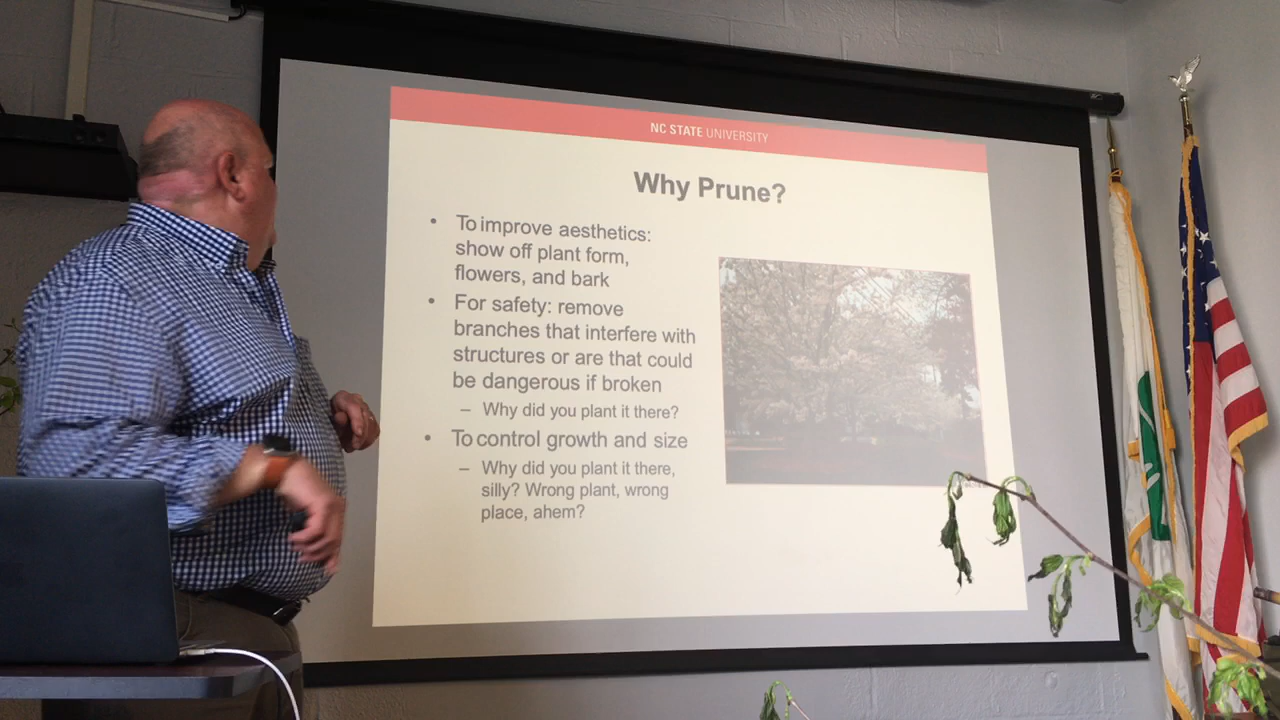 NC STATE UNIVERSITY
Why Prune?
• To improve aesthetics:
show off plant form,
flowers, and bark
• For safety: remove
branches that interfere with
structures or are that could
be dangerous if broken
– Why did you plant it there?
• To control growth and size
– Why did you plant it there,
silly? Wrong plant, wrong
place, ahem?